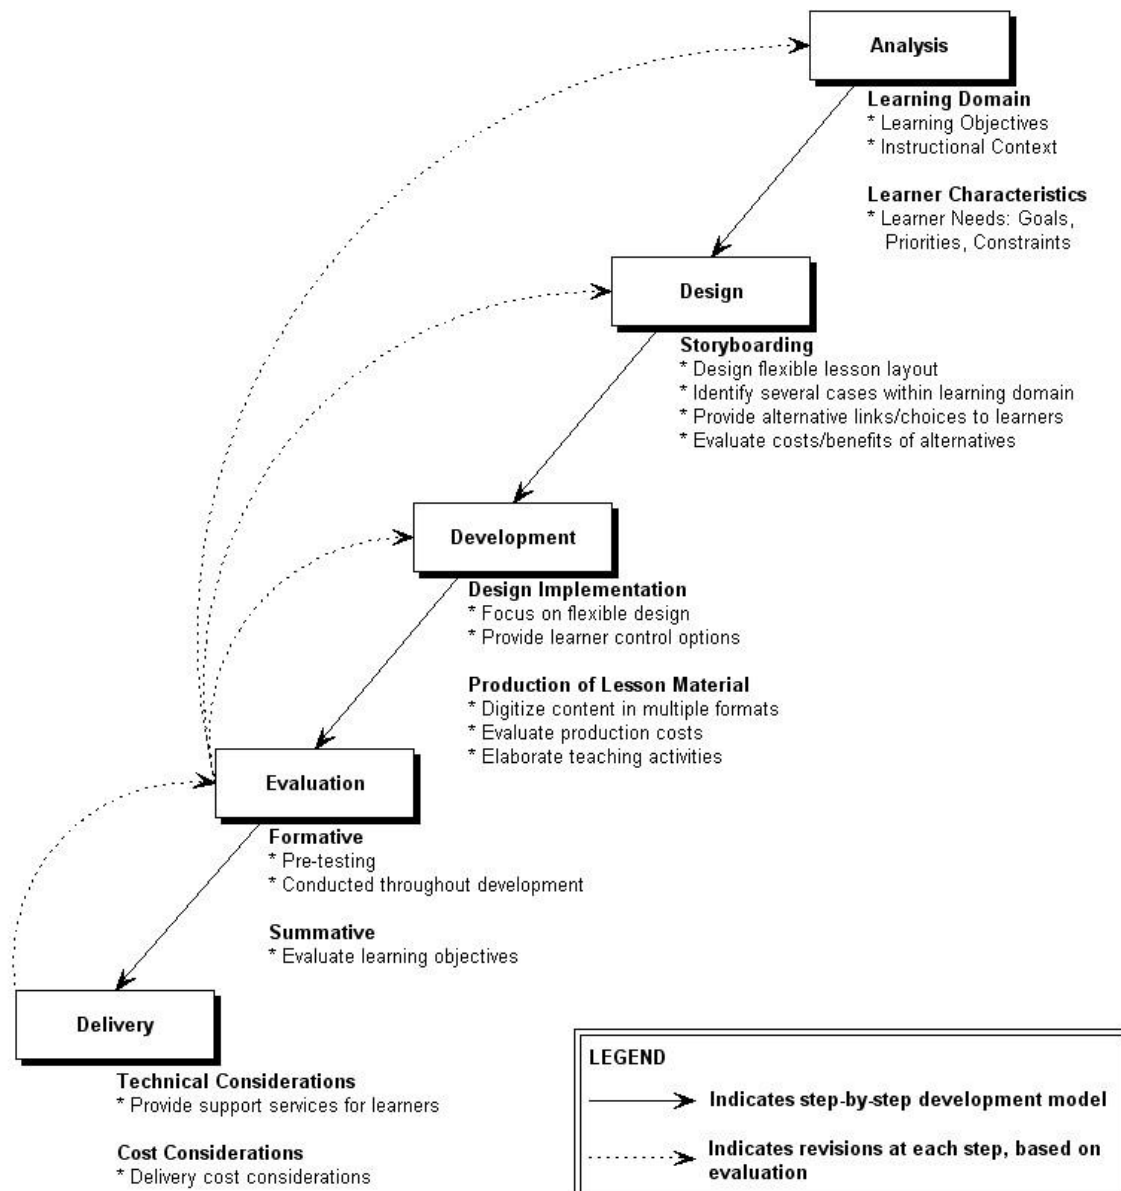 Analysis
Learning Domain
* Learning Objectives
* Instructional Context
Learner Characteristics
* Learner Needs: Goals,
Priorities, Constraints
Design
Storyboarding
* Design flexible lesson layout
* Identify several cases within learning domain
* Provide alternative links/choices to learners
* Evaluate costs/benefits of alternatives
Development
Design Implementation
* Focus on flexible design
* Provide learner control options
Production of Lesson Material
* Digitize content in multiple formats
* Evaluate production costs
* Elaborate teaching activities
Evaluation
Formative
* Pre-testing
* Conducted throughout development
Summative
* Evaluate learning objectives
Delivery
Technical Considerations
* Provide support services for learners
Cost Considerations
* Delivery cost considerations
LEGEND
Indicates step-by-step development model
Indicates revisions at each step, based on
evaluation